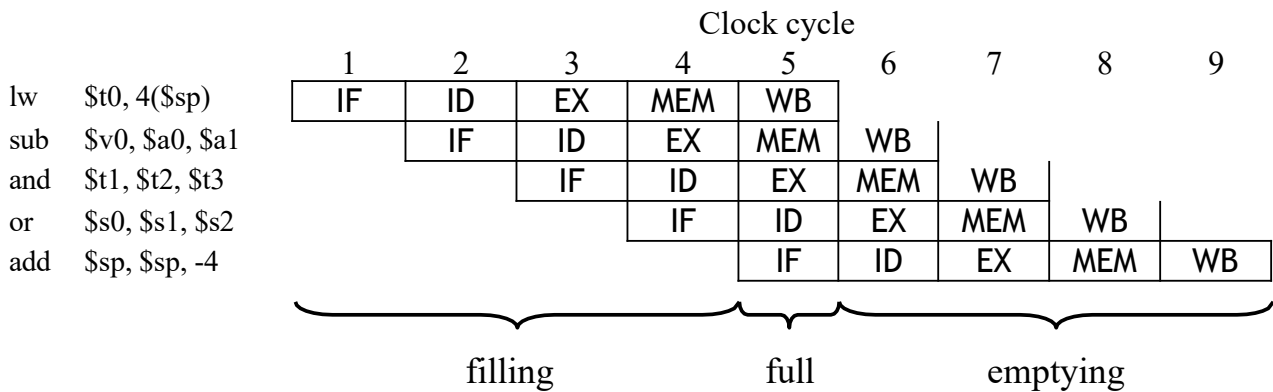 Clock cycle
1 2 3 4 5 6 7 8 9
lw $t0, 4($sp) IF ID EX MEM WB
sub $v0, $a0, $a1 IF ID EX MEM WB
and $t1, $t2, $t3 IF ID EX MEM WB
or $s0, $s1, $s2 IF ID EX MEM WB
add $sp, $sp, -4 IF ID EX MEM WB
filling full emptying